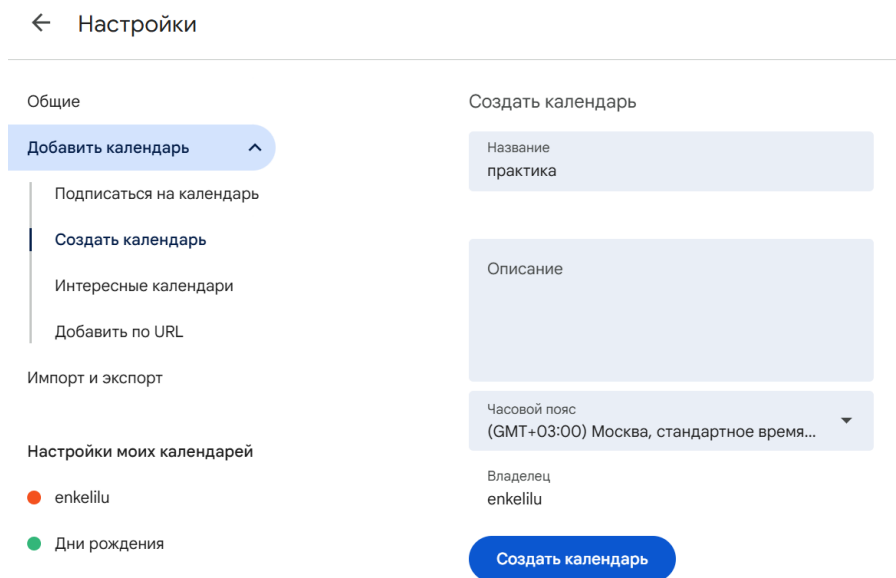 Настройки
Общие
Добавить календарь
Подписаться на календарь
Создать календарь
Интересные календари
Добавить по URL
Импорт и экспорт
Настройки моих календарей
enkelilu
Дни рождения
Создать календарь
Название
практика
Описание
Часовой пояс
(GMT+03:00) Москва, стандартное время...
Владелец
enkelilu
Создать календарь